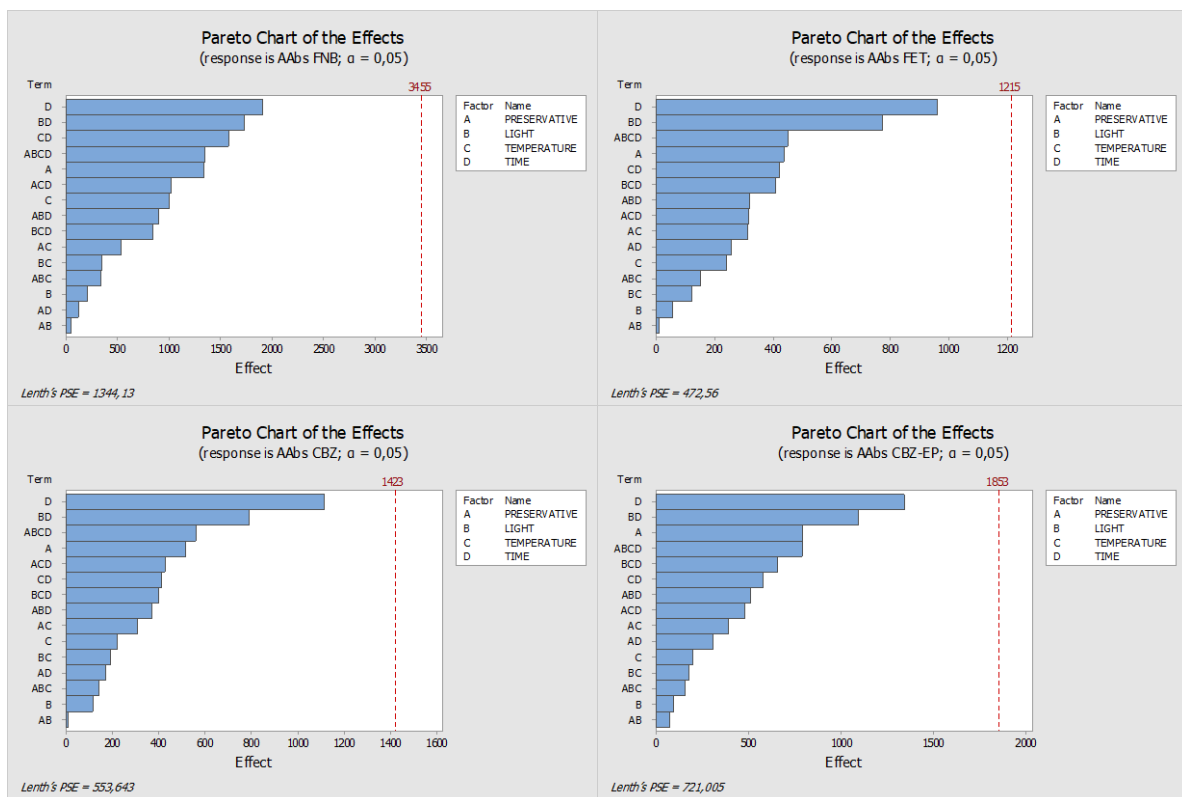 Pareto Chart of the Effects
(response is AAbs FNB; α = 0,05)
Term
3455
D
BD
CD
ABCD
A
ACD
C
ABD
BCD
AC
BC
ABC
B
AD
AB
0 500 1000 1500 2000 2500 3000 3500
Effect
Factor Name
A PRESERVATIVE
B LIGHT
C TEMPERATURE
D TIME
Lenth's PSE = 1344,13
Pareto Chart of the Effects
(response is AAbs FET; α = 0,05)
Term
1215
D
BD
ABCD
A
CD
BCD
ABD
ACD
AC
AD
C
ABC
BC
B
AB
0 200 400 600 800 1000 1200
Effect
Factor Name
A PRESERVATIVE
B LIGHT
C TEMPERATURE
D TIME
Lenth's PSE = 472,56
Pareto Chart of the Effects
(response is AAbs CBZ; α = 0,05)
Term
1423
D
BD
ABCD
A
ACD
CD
BCD
ABD
AC
C
BC
AD
ABC
B
AB
0 200 400 600 800 1000 1200 1400 1600
Effect
Factor Name
A PRESERVATIVE
B LIGHT
C TEMPERATURE
D TIME
Lenth's PSE = 553,643
Pareto Chart of the Effects
(response is AAbs CBZ-EP; α = 0,05)
Term
1853
D
BD
A
ABCD
BCD
CD
ABD
ACD
AC
AD
C
BC
ABC
B
AB
0 500 1000 1500 2000
Effect
Factor Name
A PRESERVATIVE
B LIGHT
C TEMPERATURE
D TIME
Lenth's PSE = 721,005